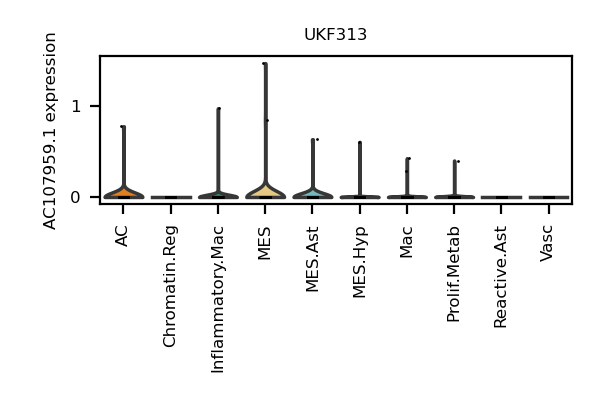 UKF313
AC107959.1 expression
1
0
AC
Chromatin.Reg
Inflammatory.Mac
MES
MES.Ast
MES.Hyp
Mac
Prolif.Metab
Reactive.Ast
Vasc